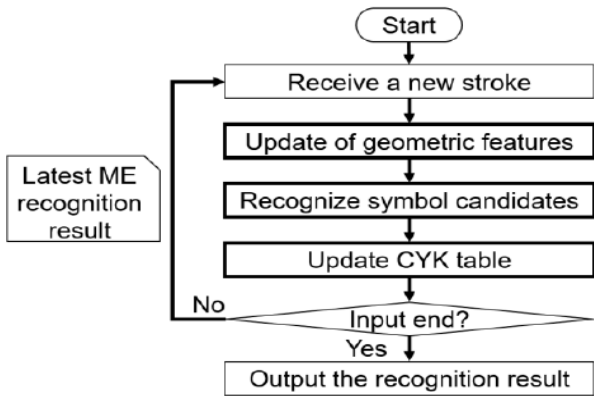 Start
Receive a new stroke
Update of geometric features
Latest ME
recognition
result
Recognize symbol candidates
Update CYK table
No
Input end?
Yes
Output the recognition result